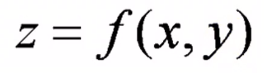 z = f(x, y)